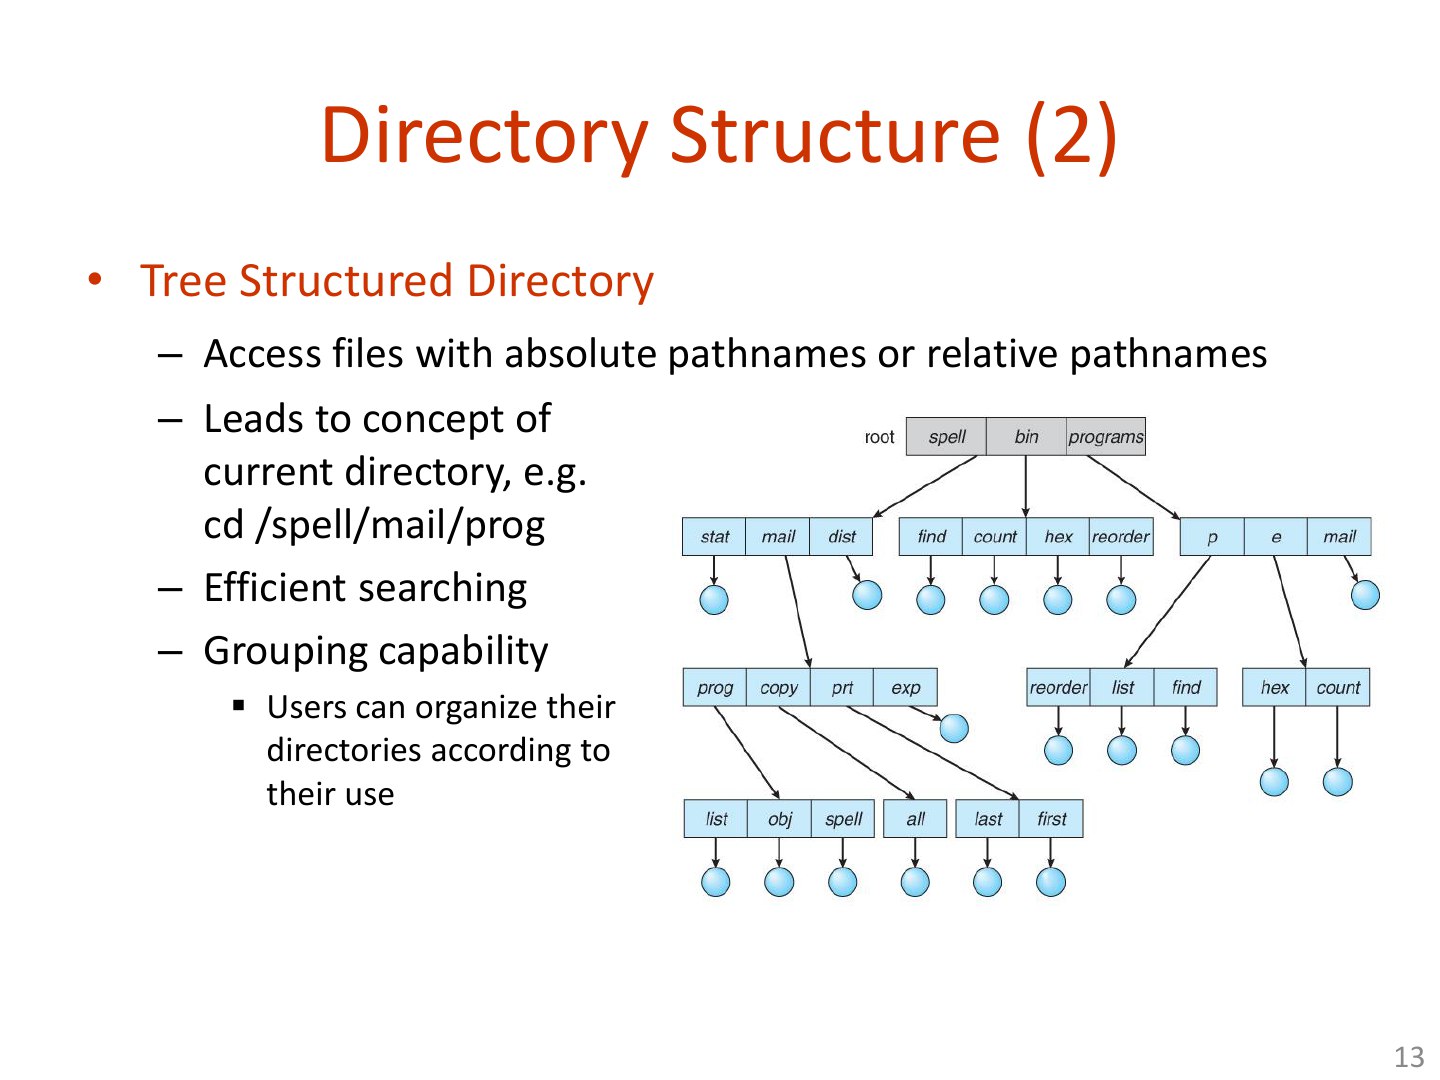 Directory Structure (2)
• Tree Structured Directory
– Access files with absolute pathnames or relative pathnames
– Leads to concept of
current directory, e.g.
cd /spell/mail/prog
– Efficient searching
– Grouping capability
▪ Users can organize their
directories according to
their use
root spell bin programs
stat mail dist find count hex reorder p e mail
prog copy prt exp reorder list find hex count
list obj spell all last first
13